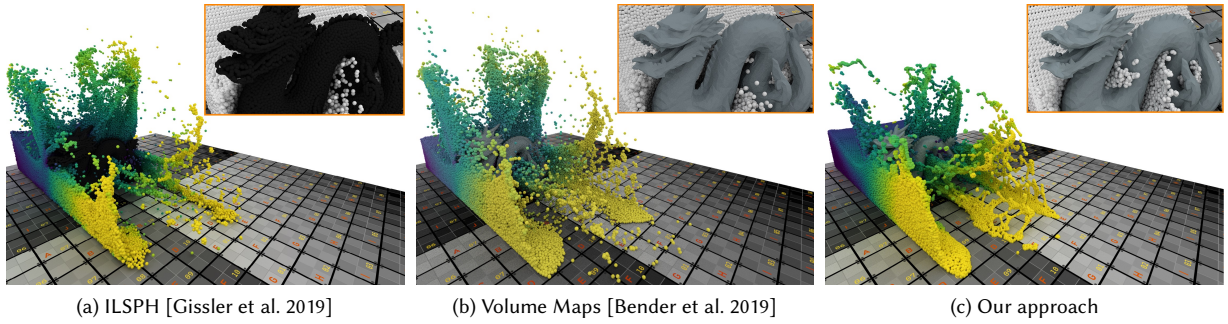 (a) ILSPH [Gissler et al. 2019]
(b) Volume Maps [Bender et al. 2019]
(c) Our approach